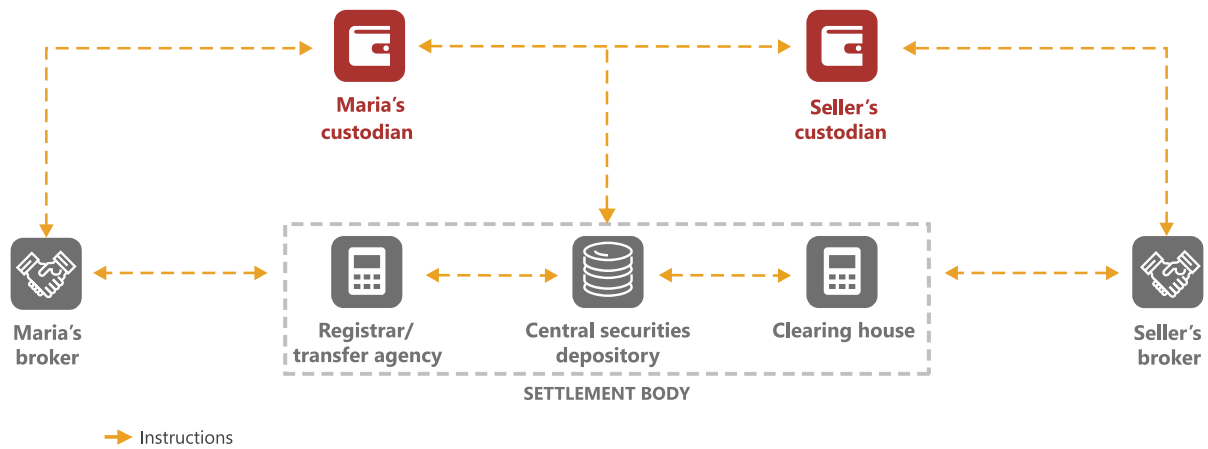 Maria's
custodian
Seller's
custodian
Maria's
broker
Registrar/
transfer agency
Central securities
depository
Clearing house
Seller's
broker
SETTLEMENT BODY
Instructions